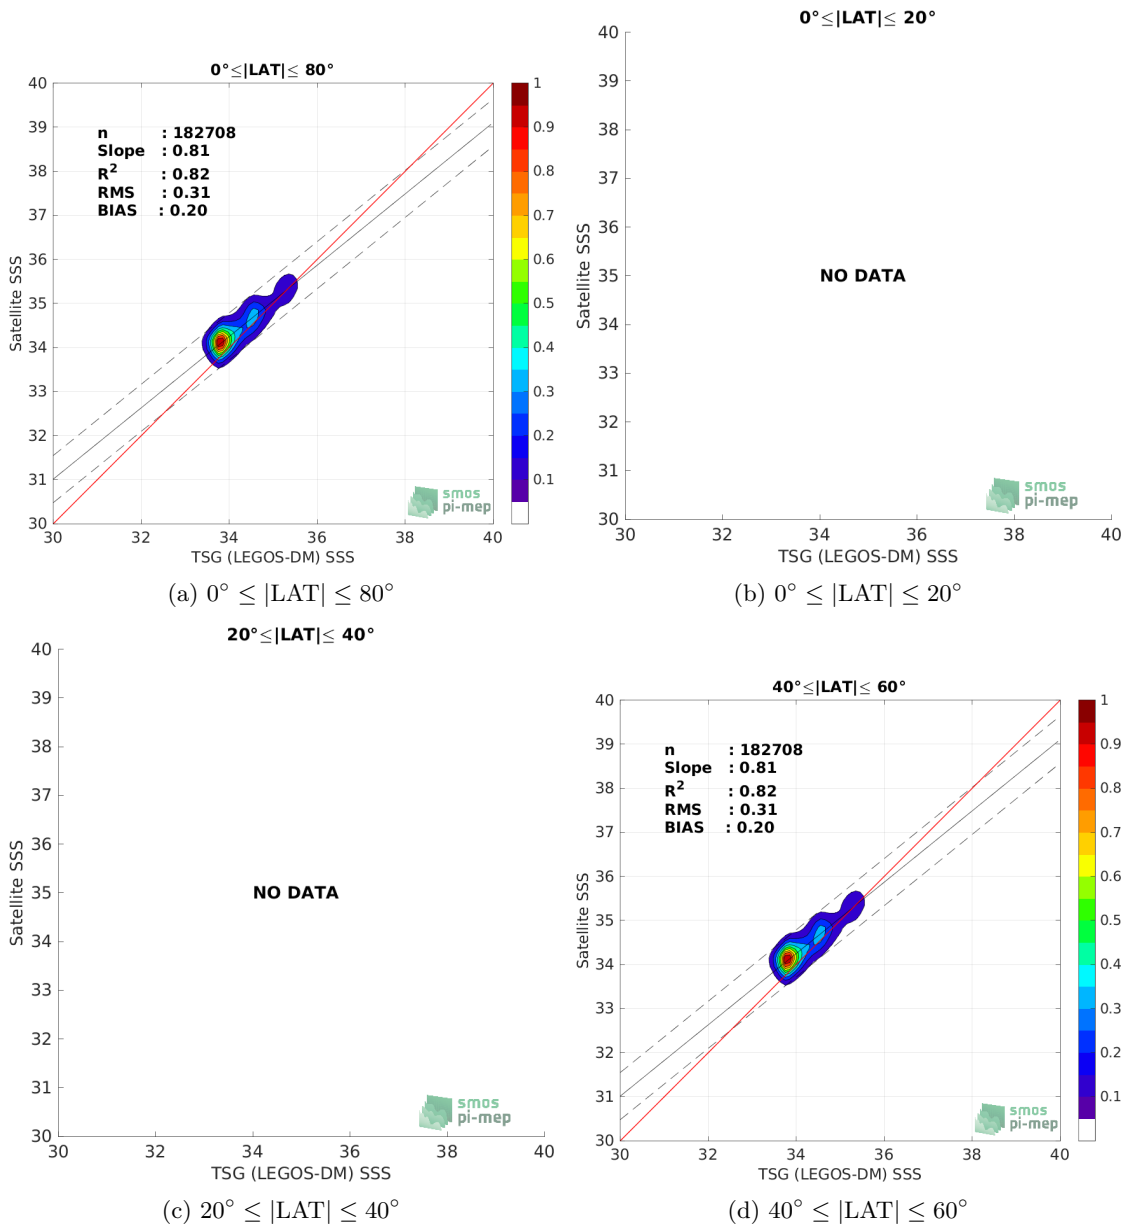 0°≤|LAT|≤ 80°
40
39
38
37
36
35
34
33
32
31
30
Satellite SSS
n : 182708
Slope : 0.81
R² : 0.82
RMS : 0.31
BIAS : 0.20
1
0.9
0.8
0.7
0.6
0.5
0.4
0.3
0.2
0.1
smos
pi-mep
30 32 34 36 38 40
TSG (LEGOS-DM) SSS
(a) 0° ≤ |LAT| ≤ 80°
0°≤|LAT|≤ 20°
40
39
38
37
36
35
34
33
32
31
30
Satellite SSS
NO DATA
smos
pi-mep
30 32 34 36 38 40
TSG (LEGOS-DM) SSS
(b) 0° ≤ |LAT| ≤ 20°
20°≤|LAT|≤ 40°
40
39
38
37
36
35
34
33
32
31
30
Satellite SSS
NO DATA
smos
pi-mep
30 32 34 36 38 40
TSG (LEGOS-DM) SSS
(c) 20° ≤ |LAT| ≤ 40°
40°≤|LAT|≤ 60°
40
39
38
37
36
35
34
33
32
31
30
Satellite SSS
n : 182708
Slope : 0.81
R² : 0.82
RMS : 0.31
BIAS : 0.20
1
0.9
0.8
0.7
0.6
0.5
0.4
0.3
0.2
0.1
smos
pi-mep
30 32 34 36 38 40
TSG (LEGOS-DM) SSS
(d) 40° ≤ |LAT| ≤ 60°